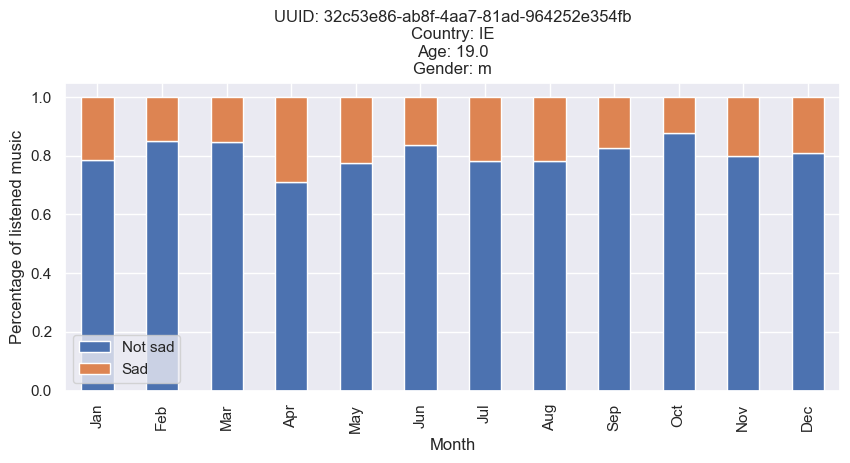 UUID: 32c53e86-ab8f-4aa7-81ad-964252e354fb
Country: IE
Age: 19.0
Gender: m
Percentage of listened music
1.0
0.8
0.6
0.4
0.2
0.0
Not sad
Sad
Jan
Feb
Mar
Apr
May
Jun
Jul
Aug
Sep
Oct
Nov
Dec
Month